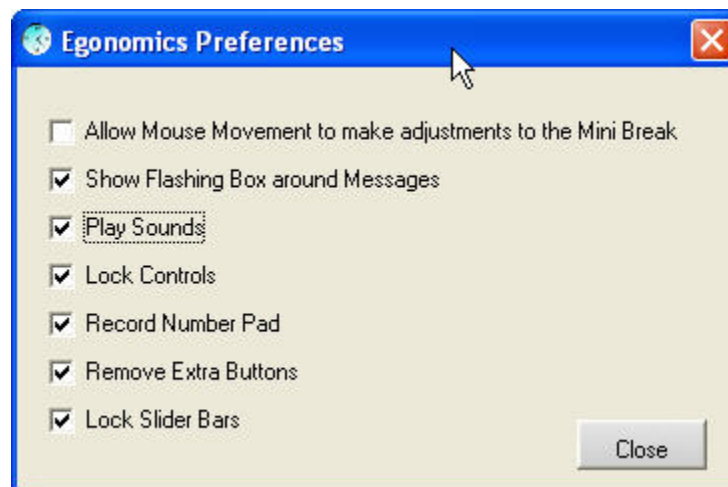 Egonomics Preferences
Allow Mouse Movement to make adjustments to the Mini Break
Show Flashing Box around Messages
Play Sounds
Lock Controls
Record Number Pad
Remove Extra Buttons
Lock Slider Bars
Close